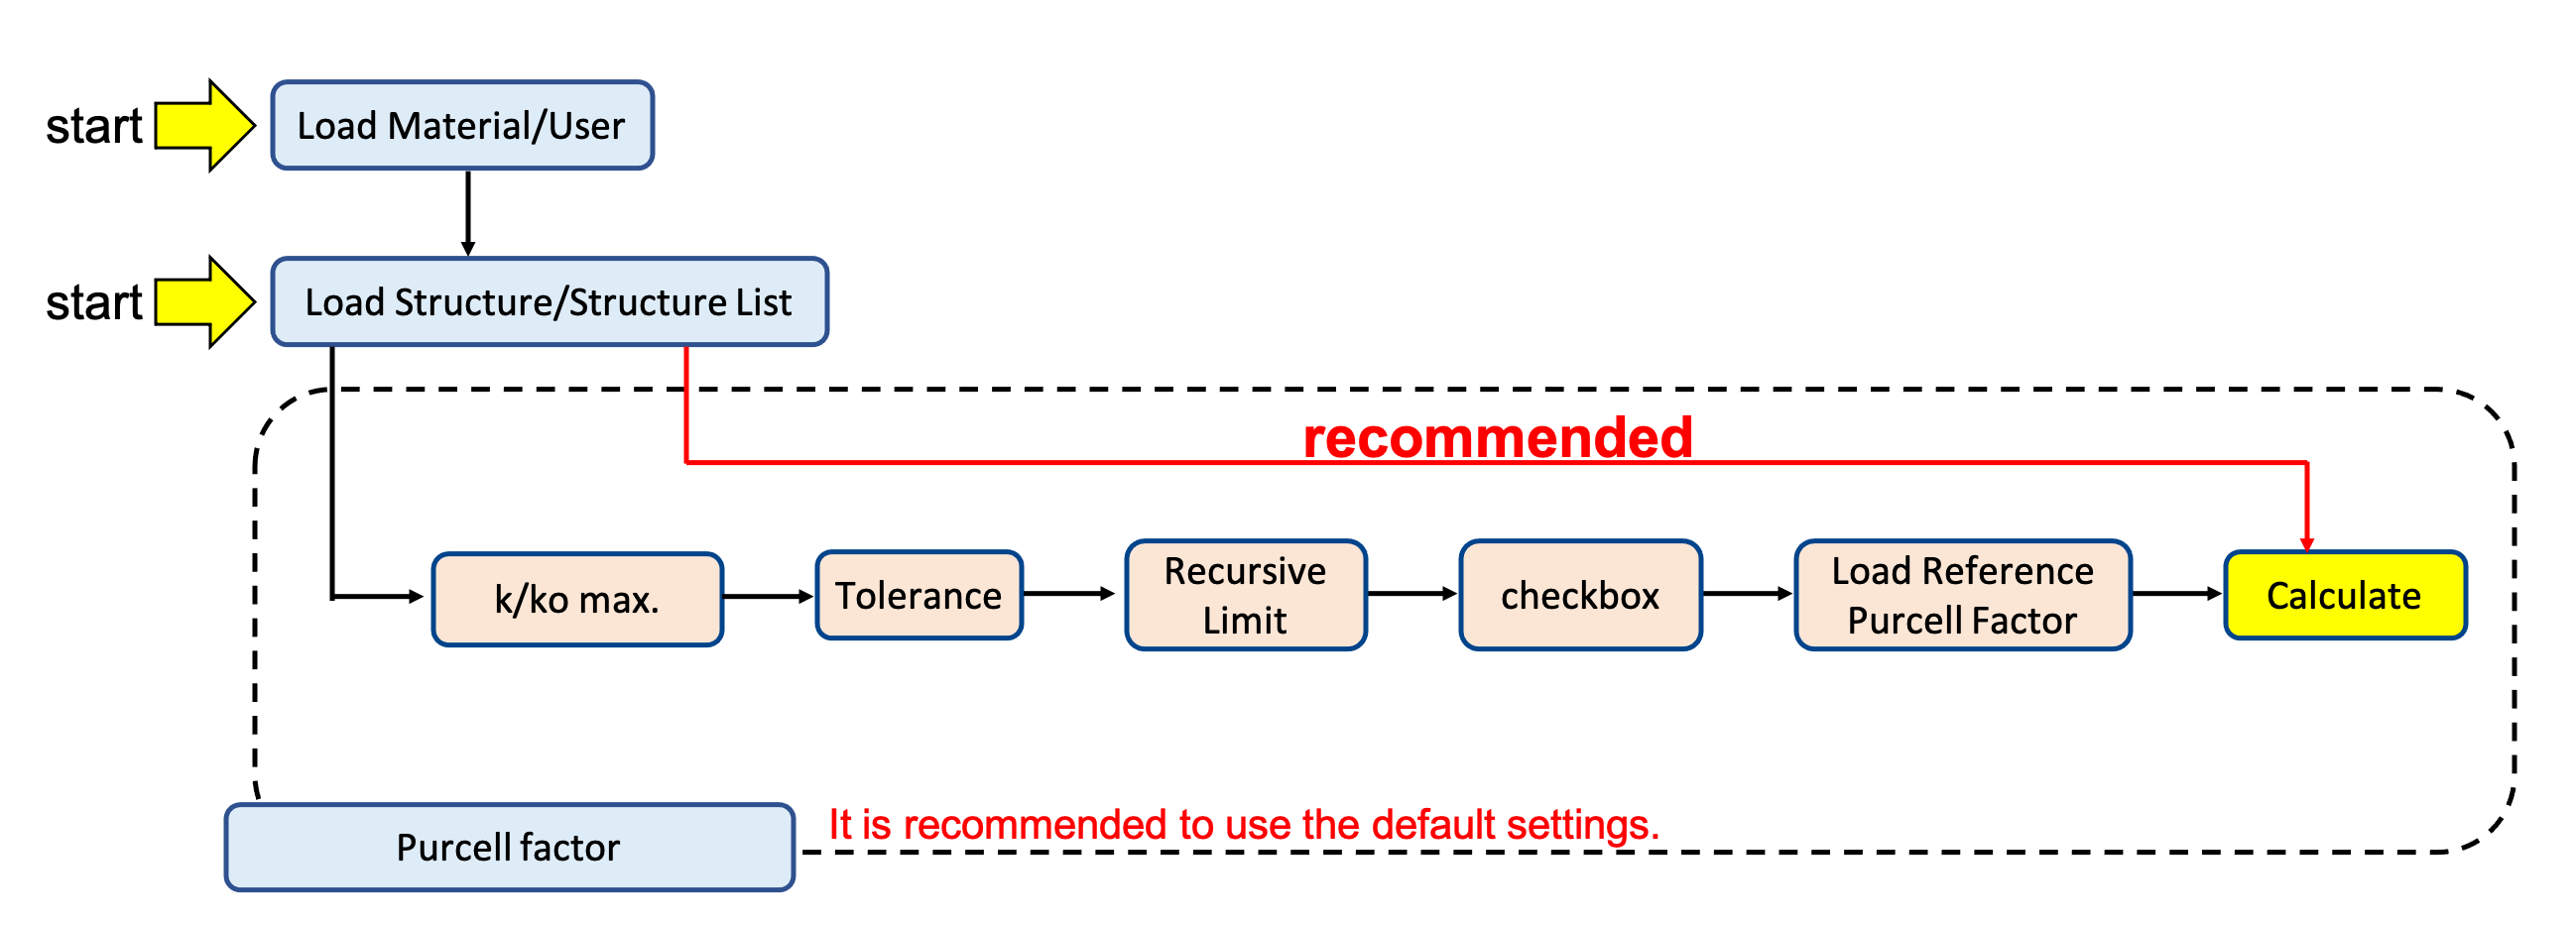 start
Load Material/User
start
Load Structure/Structure List
recommended
k/ko max.
Tolerance
Recursive
Limit
checkbox
Load Reference
Purcell Factor
Calculate
Purcell factor
It is recommended to use the default settings.